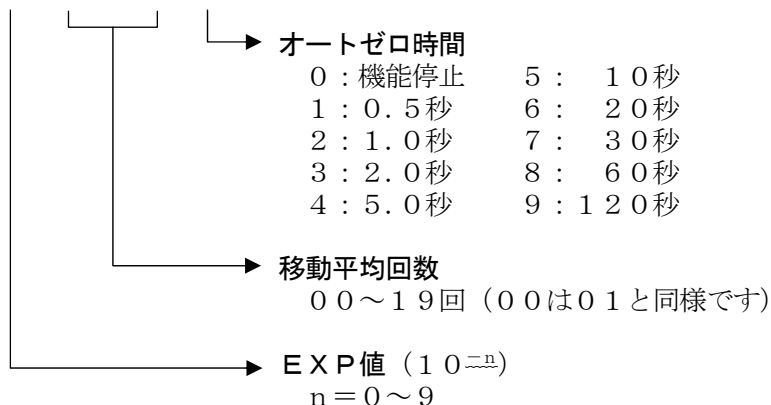 オートゼロ時間
０：機能停止　５：　１０秒
１：０．５秒　６：　２０秒
２：１．０秒　７：　３０秒
３：２．０秒　８：　６０秒
４：５．０秒　９：１２０秒
移動平均回数
００～１９回（００は０１と同様です）
ＥＸＰ値（１０⁻ⁿ）
ｎ＝０～９